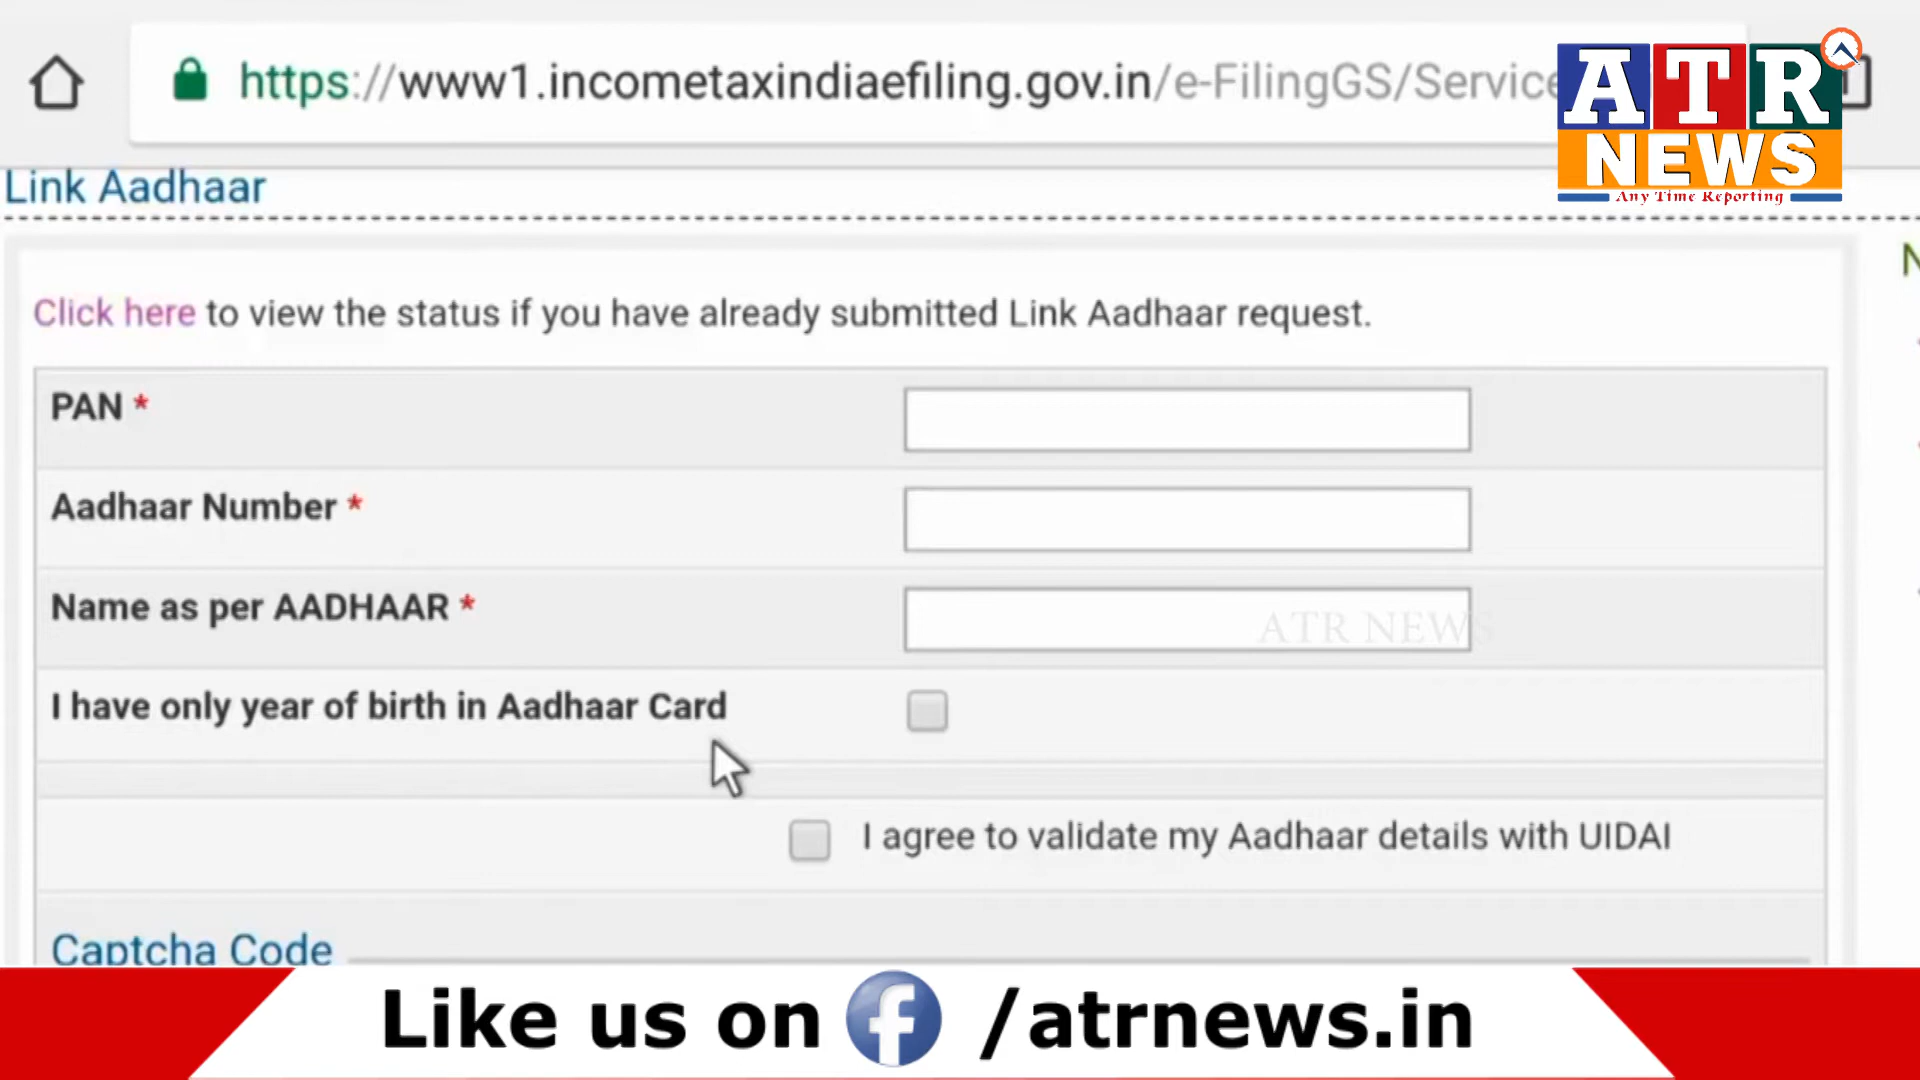 https://www1.incometaxindiaefiling.gov.in/e-FilingGS/Service
ATR
NEWS
Any Time Reporting
Link Aadhaar
Click here to view the status if you have already submitted Link Aadhaar request.
PAN *
Aadhaar Number *
Name as per AADHAAR *
ATR NEWS
I have only year of birth in Aadhaar Card
I agree to validate my Aadhaar details with UIDAI
Captcha Code
Like us on f /atrnews.in